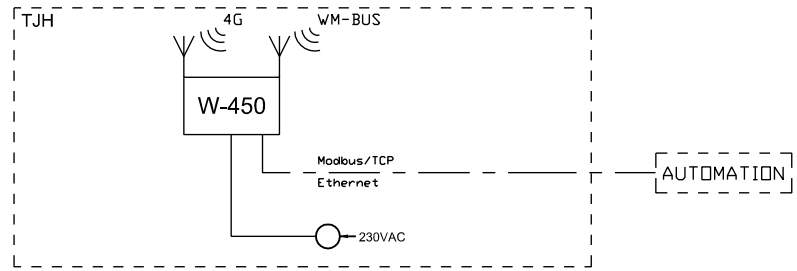 TJH
4G
WM-BUS
W-450
Modbus/TCP
Ethernet
AUTOMATION
230VAC